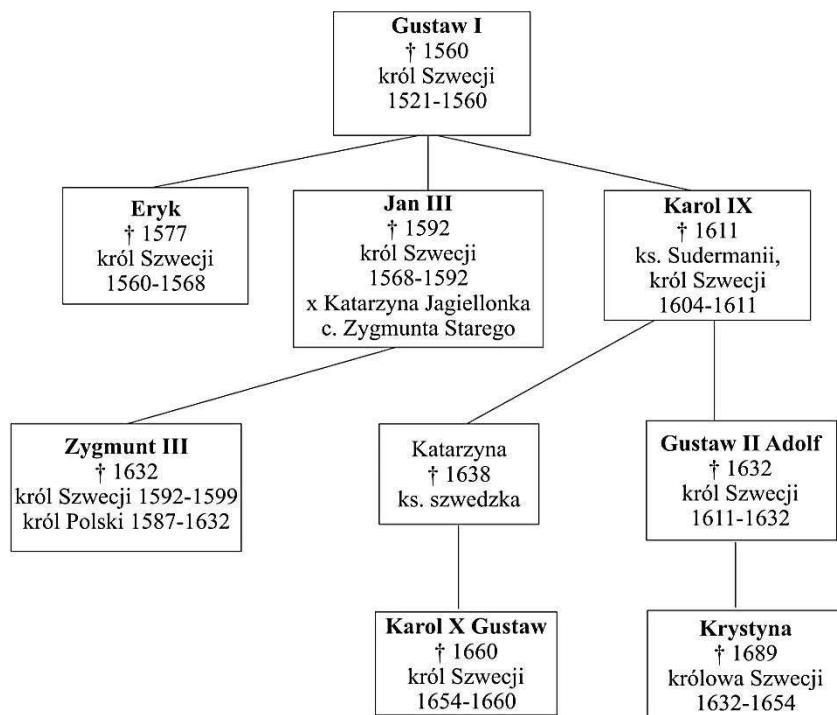 Gustaw I
† 1560
król Szwecji
1521-1560
Eryk
† 1577
król Szwecji
1560-1568
Jan III
† 1592
król Szwecji
1568-1592
x Katarzyna Jagiellonka
c. Zygmunta Starego
Karol IX
† 1611
ks. Sudermanii,
król Szwecji
1604-1611
Zygmunt III
† 1632
król Szwecji 1592-1599
król Polski 1587-1632
Katarzyna
† 1638
ks. szwedzka
Gustaw II Adolf
† 1632
król Szwecji
1611-1632
Karol X Gustaw
† 1660
król Szwecji
1654-1660
Krystyna
† 1689
królowa Szwecji
1632-1654